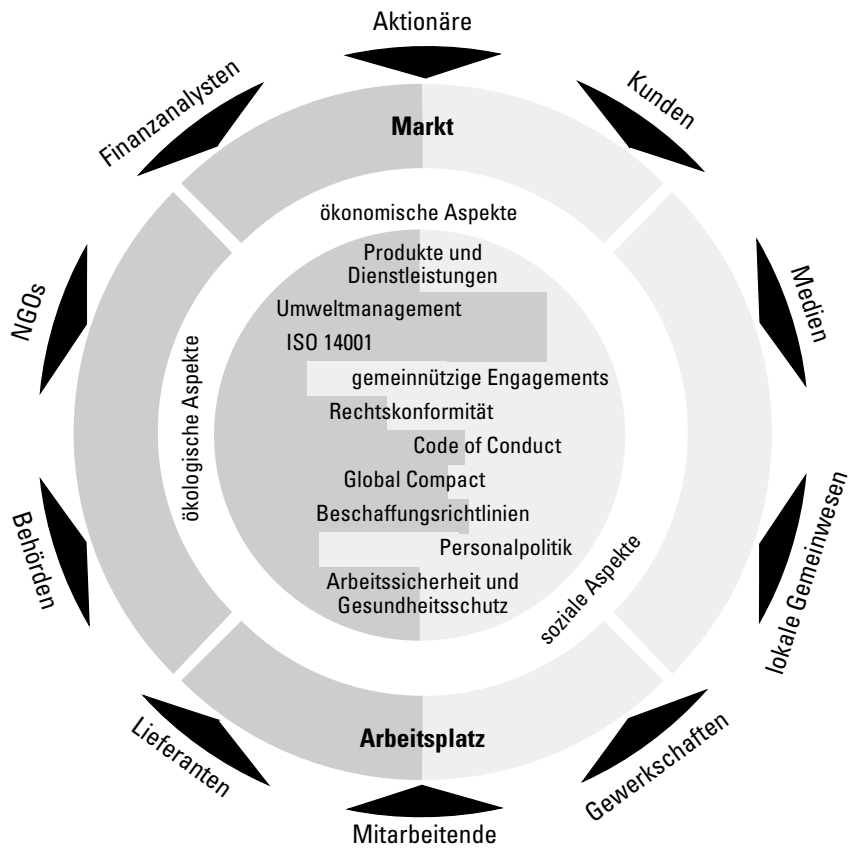 Aktionäre
Finanzanalysten
Kunden
Markt
ökonomische Aspekte
Produkte und
Dienstleistungen
Umweltmanagement
ISO 14001
gemeinnützige Engagements
Rechtskonformität
Code of Conduct
Global Compact
Beschaffungsrichtlinien
Personalpolitik
Arbeitssicherheit und
Gesundheitsschutz
NGOs
Medien
ökologische Aspekte
soziale Aspekte
Behörden
lokale Gemeinwesen
Lieferanten
Gewerkschaften
Arbeitsplatz
Mitarbeitende